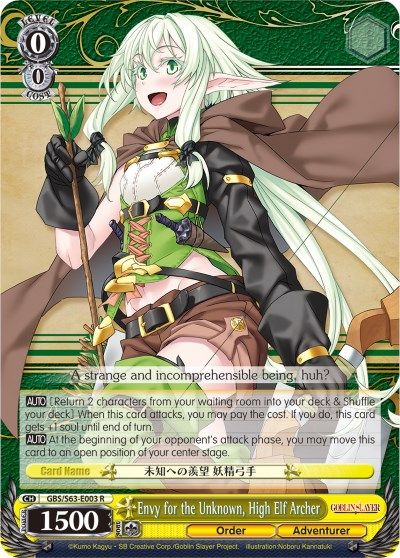 LEVEL
0
0
COST
A strange and incomprehensible being, huh?
AUTO [Return 2 characters from your waiting room into your deck & Shuffle
your deck] When this card attacks, you may pay the cost. If you do, this card
gets +1 soul until end of turn.
AUTO At the beginning of your opponent's attack phase, you may move this
card to an open position of your center stage.
Card Name 未知への羨望 妖精弓手
CH GBS/S63-E003 R
POWER 1500 SOUL
Envy for the Unknown, High Elf Archer
GOBLIN SLAYER
Order Adventurer
©Kumo Kagyu・SB Creative Corp./Goblin Slayer Project. illustration:Noboru Kannatuki